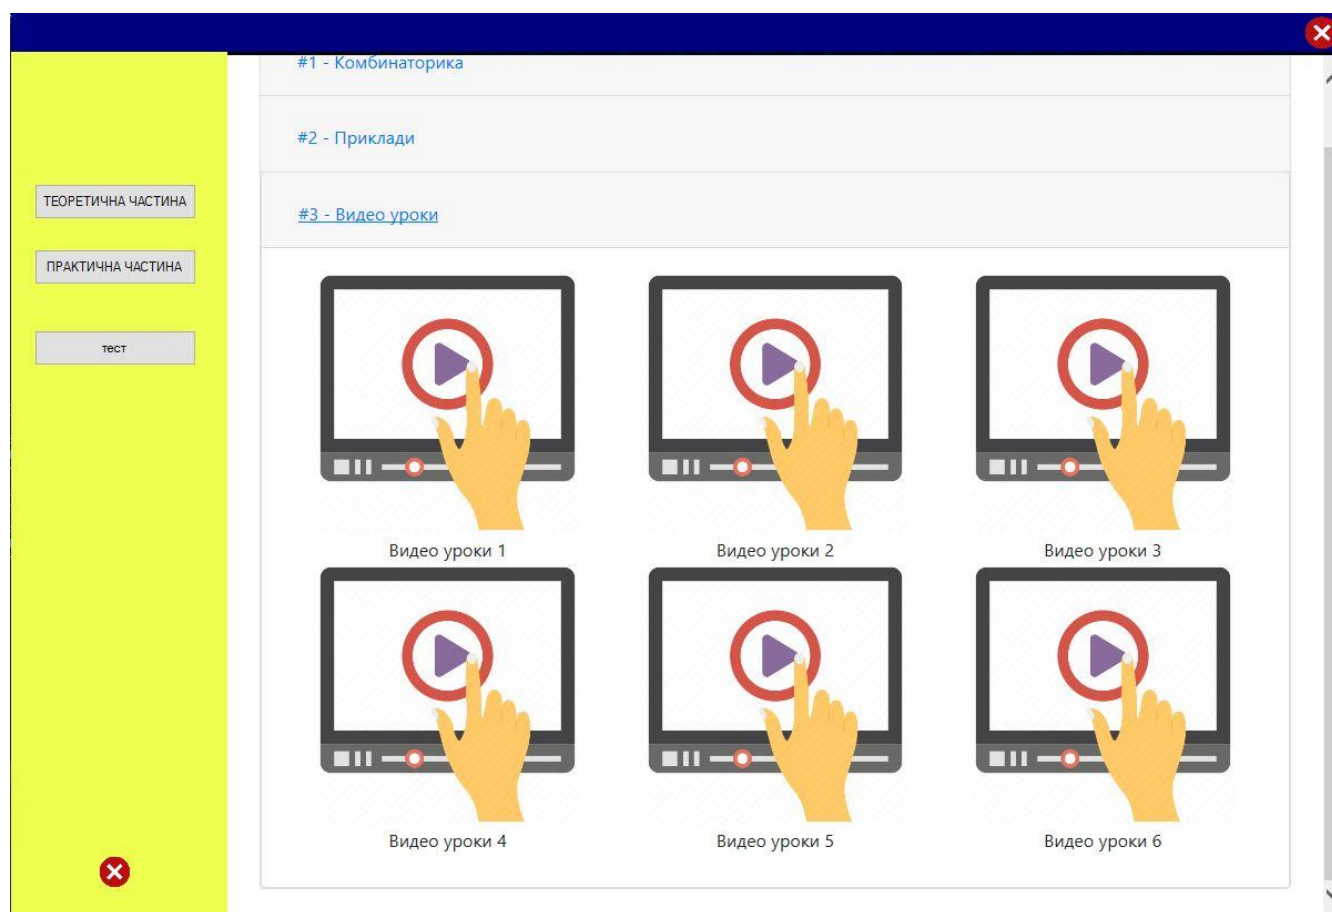 #1 - Комбинаторика
#2 - Приклади
ТЕОРЕТИЧНА ЧАСТИНА
#3 - Видео уроки
ПРАКТИЧНА ЧАСТИНА
тест
Видео уроки 1
Видео уроки 2
Видео уроки 3
Видео уроки 4
Видео уроки 5
Видео уроки 6